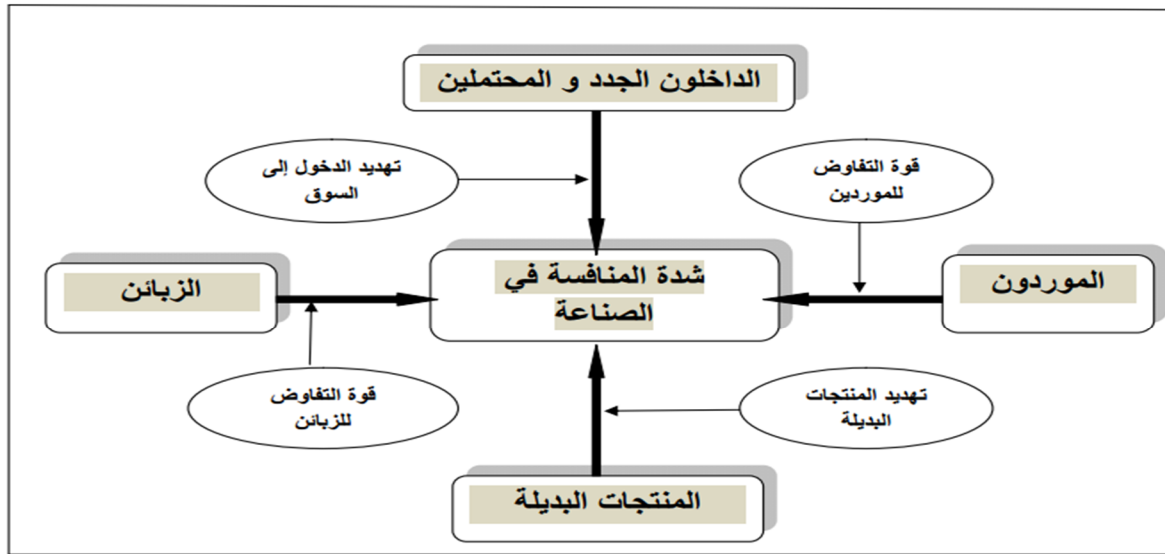 الداخلون الجدد و المحتملين
قوة التفاوض
للموردين
تهديد الدخول إلى
السوق
الموردون
شدة المنافسة في
الصناعة
الزبائن
تهديد المنتجات
البديلة
قوة التفاوض
للزبائن
المنتجات البديلة